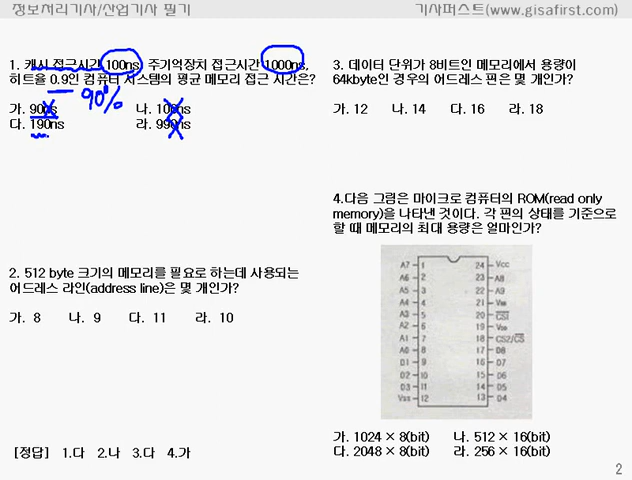 정보처리기사/산업기사 필기
기사퍼스트(www.gisafirst.com)
1. 캐시 접근시간 100ns, 주기억장치 접근시간 1000ns,
히트율 0.9인 컴퓨터 시스템의 평균 메모리 접근 시간은?
90%
가. 90ns 나. 100ns
다. 190ns 라. 990ns
2. 512 byte 크기의 메모리를 필요로 하는데 사용되는
어드레스 라인(address line)은 몇 개인가?
가. 8 나. 9 다. 11 라. 10
[정답] 1.다 2.나 3.다 4.가
3. 데이터 단위가 8비트인 메모리에서 용량이
64kbyte인 경우의 어드레스 핀은 몇 개인가?
가. 12 나. 14 다. 16 라. 18
4.다음 그림은 마이크로 컴퓨터의 ROM(read only
memory)을 나타낸 것이다. 각 핀의 상태를 기준으로
할 때 메모리의 최대 용량은 얼마인가?
A7 1 24 Vcc
A6 2 23 A8
A5 3 22 A9
A4 4 21 VBB
A3 5 20 CS1
A2 6 19 VDD
A1 7 18 CS2/CS
A0 8 17 D8
D1 9 16 D7
D2 10 15 D6
D3 11 14 D5
Vss 12 13 D4
가. 1024 × 8(bit) 나. 512 × 16(bit)
다. 2048 × 8(bit) 라. 256 × 16(bit)
2